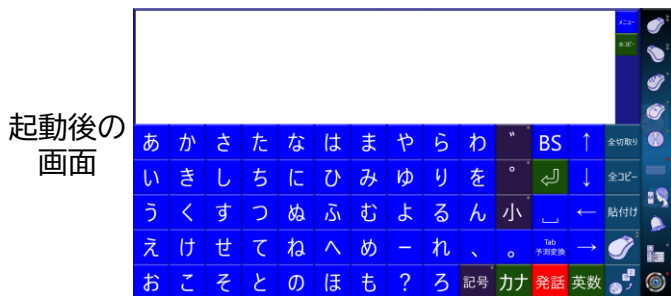 起動後の
画面
メニュー
全コピー
あ か さ た な は ま や ら わ ゛ BS ↑ 全切取り
い き し ち に ひ み ゆ り を ゜ ↓ 全コピー
う く す つ ぬ ふ む よ る ん 小 ← 貼付け
え け せ て ね へ め ー れ 、 。 Tab 予測変換 →
お こ そ と の ほ も ? ろ 記号 カナ 発話 英数